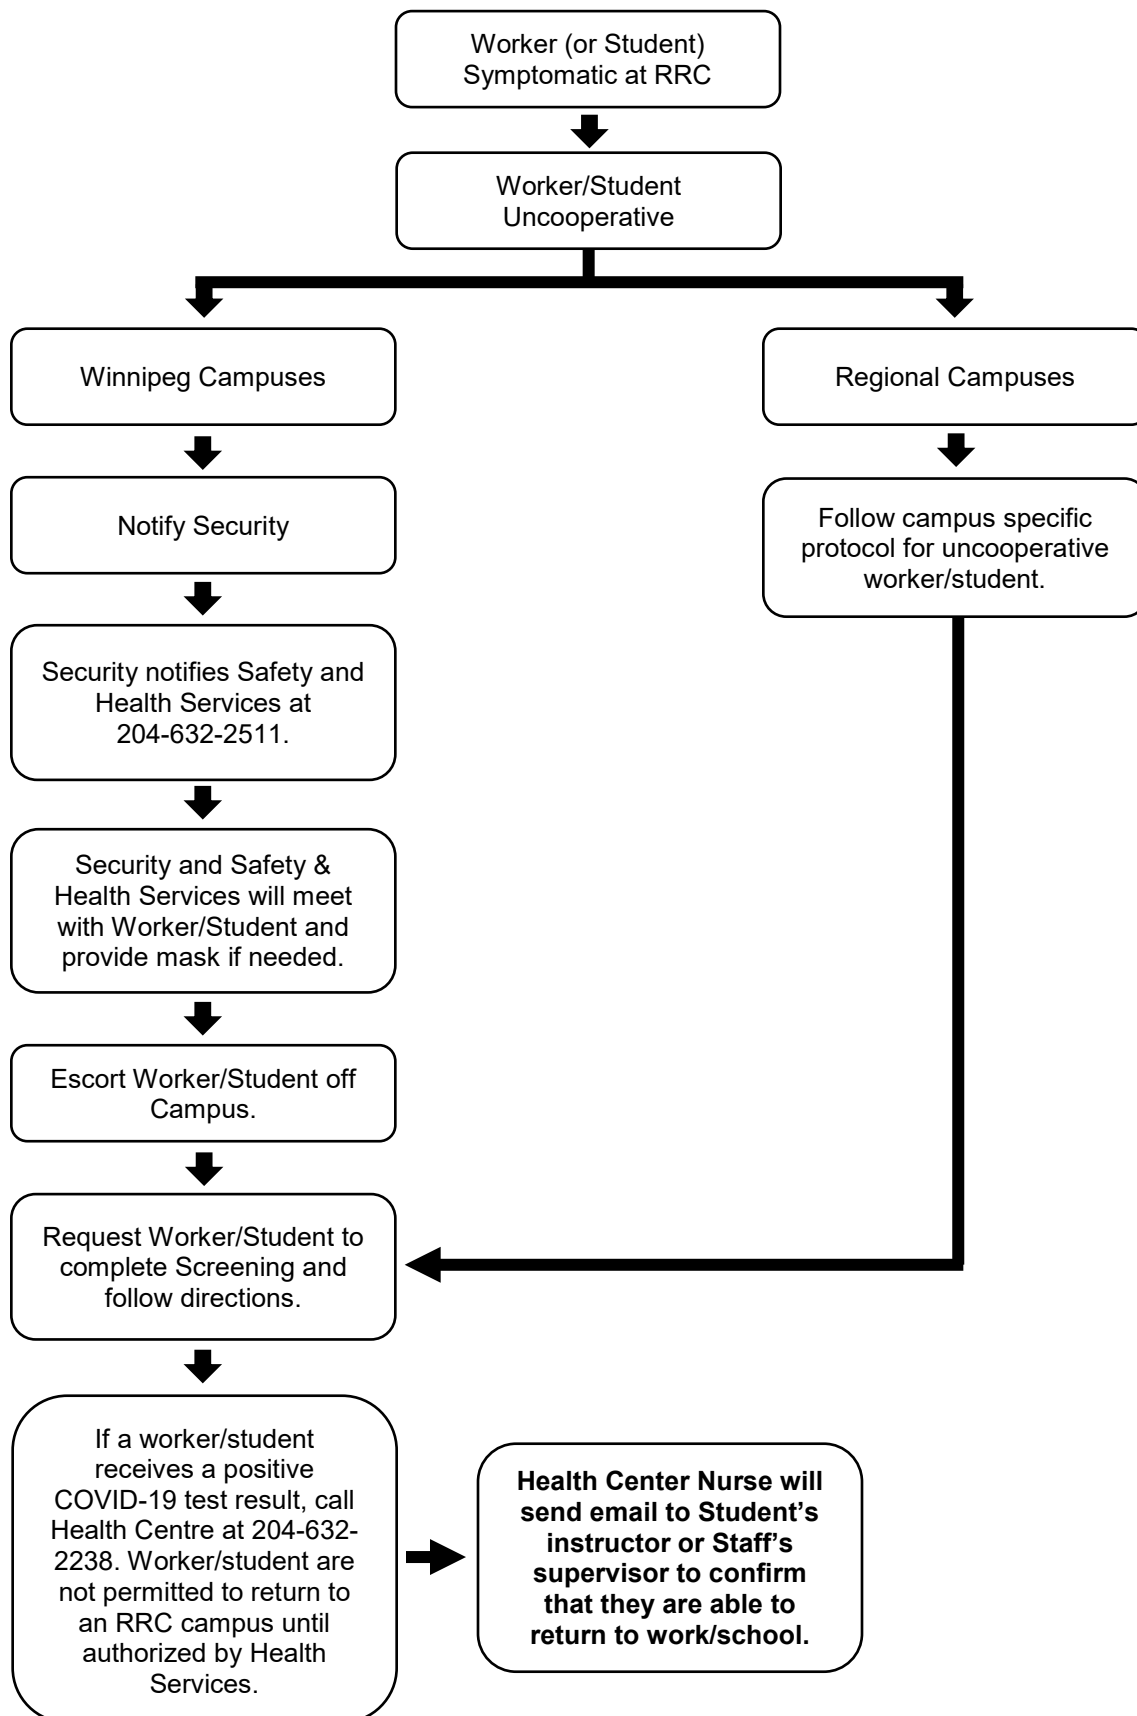 Worker (or Student)
Symptomatic at RRC
Worker/Student
Uncooperative
Winnipeg Campuses
Regional Campuses
Notify Security
Follow campus specific
protocol for uncooperative
worker/student.
Security notifies Safety and
Health Services at
204-632-2511.
Security and Safety &
Health Services will meet
with Worker/Student and
provide mask if needed.
Escort Worker/Student off
Campus.
Request Worker/Student to
complete Screening and
follow directions.
If a worker/student
receives a positive
COVID-19 test result, call
Health Centre at 204-632-
2238. Worker/student are
not permitted to return to
an RRC campus until
authorized by Health
Services.
Health Center Nurse will
send email to Student’s
instructor or Staff’s
supervisor to confirm
that they are able to
return to work/school.